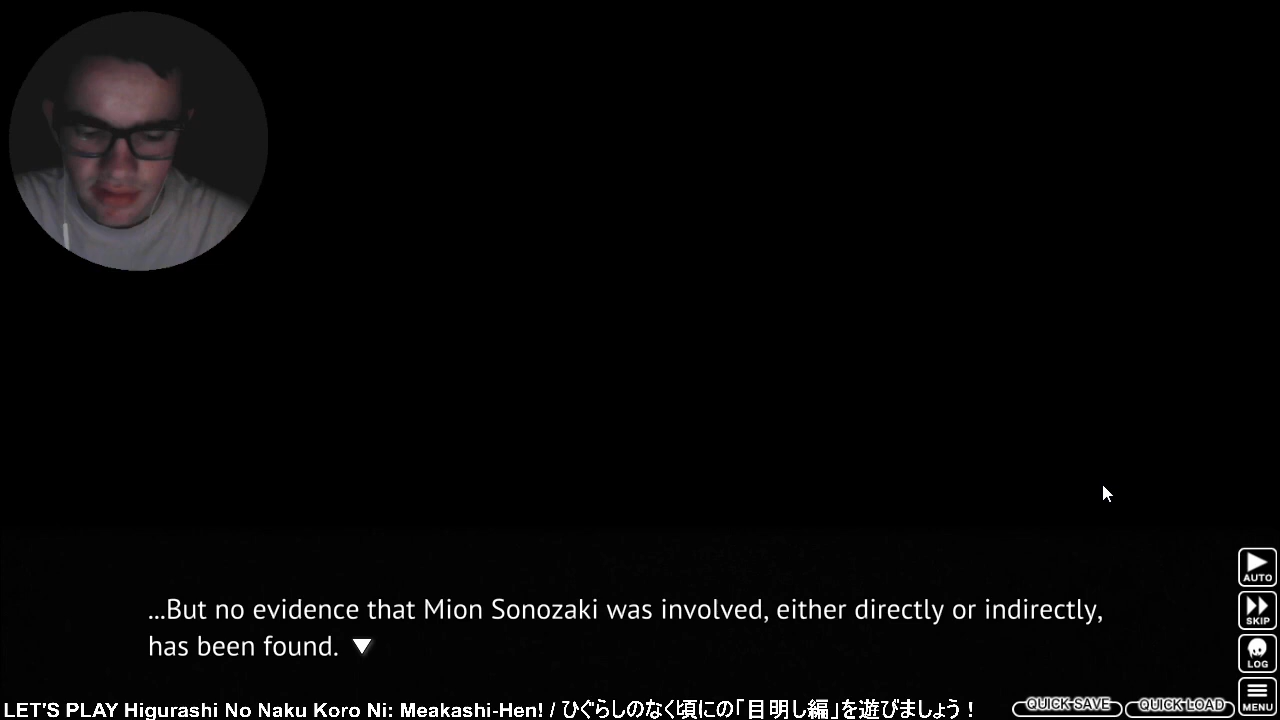 ...But no evidence that Mion Sonozaki was involved, either directly or indirectly,
has been found.
AUTO
SKIP
LOG
MENU
QUICK SAVE
QUICK LOAD
LET'S PLAY Higurashi No Naku Koro Ni: Meakashi-Hen! / ひぐらしのなく頃にの「目明し編」を遊びましょう！